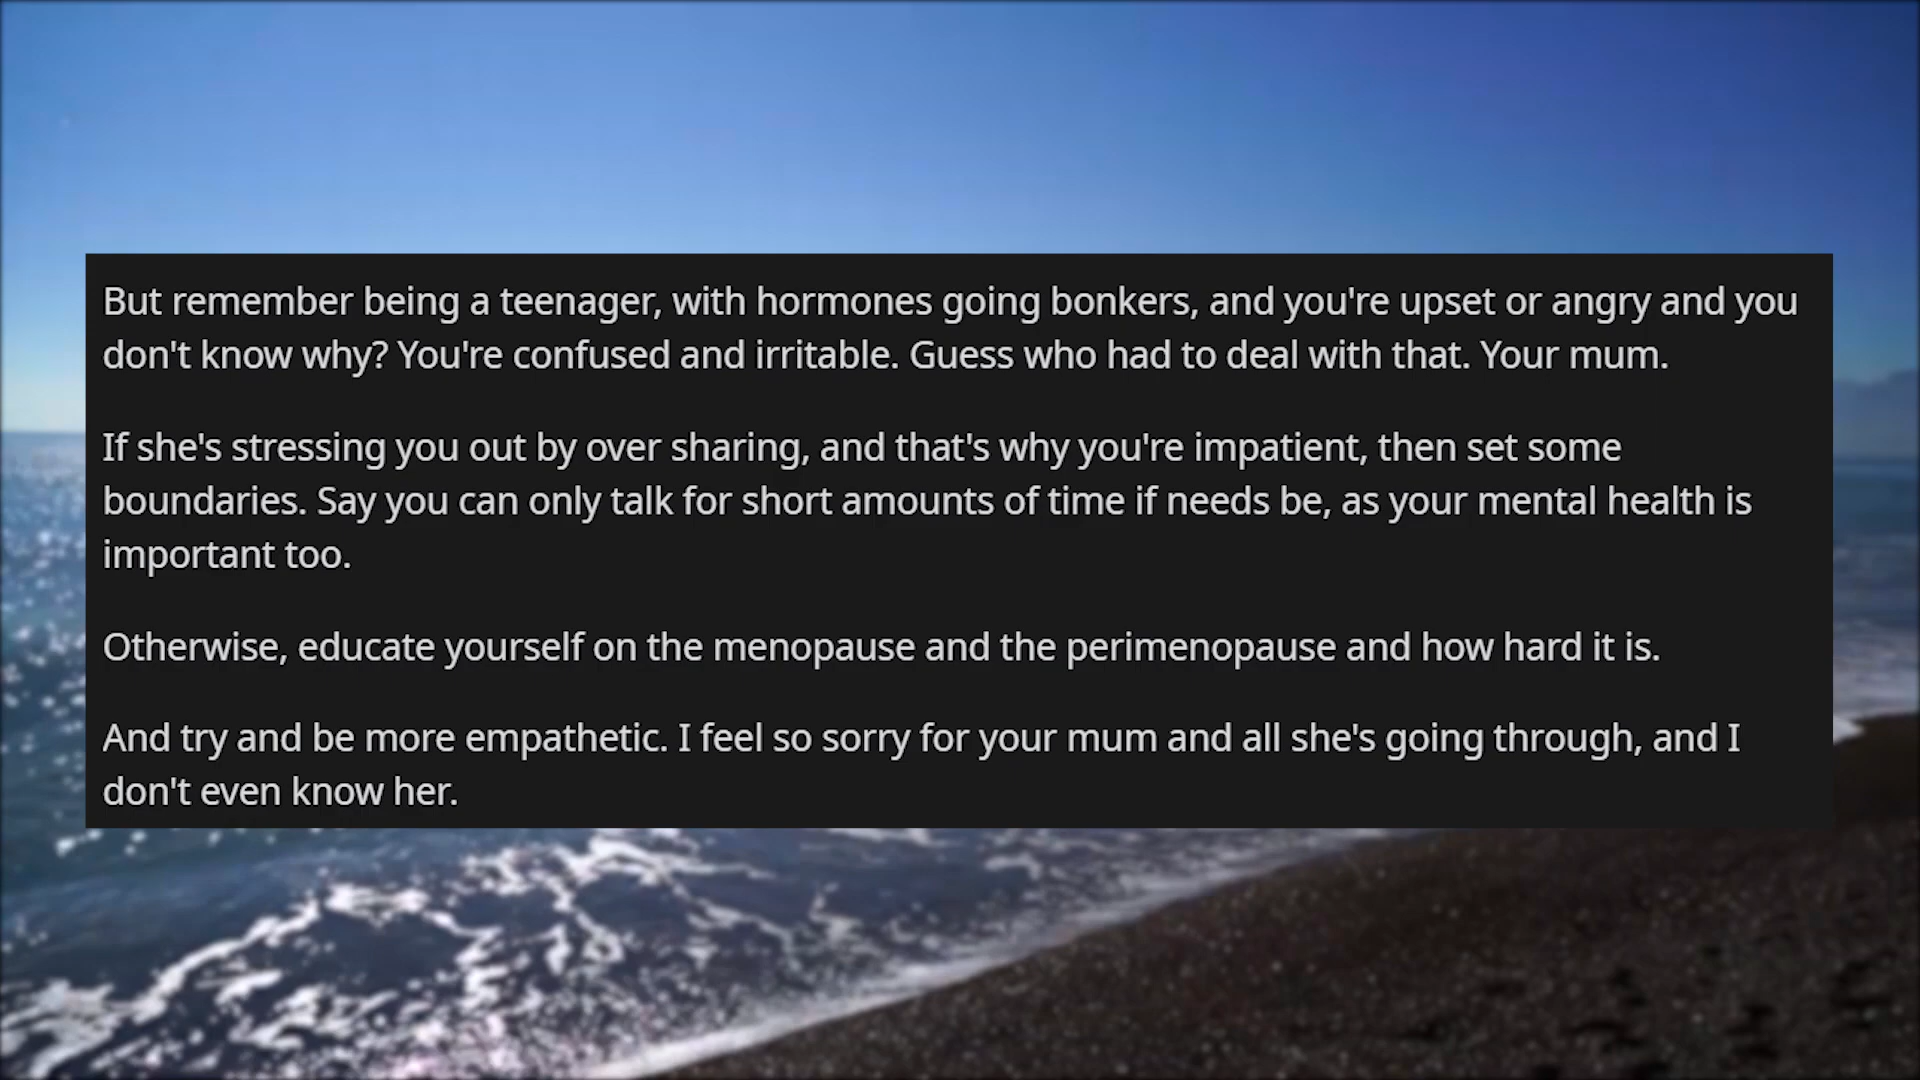 But remember being a teenager, with hormones going bonkers, and you're upset or angry and you
don't know why? You're confused and irritable. Guess who had to deal with that. Your mum.
If she's stressing you out by over sharing, and that's why you're impatient, then set some
boundaries. Say you can only talk for short amounts of time if needs be, as your mental health is
important too.
Otherwise, educate yourself on the menopause and the perimenopause and how hard it is.
And try and be more empathetic. I feel so sorry for your mum and all she's going through, and I
don't even know her.